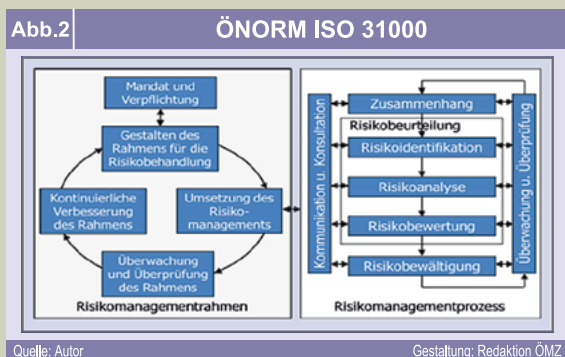 Abb.2
ÖNORM ISO 31000
Mandat und
Verpflichtung
Gestalten des
Rahmens für die
Risikobehandlung
Kontinuierliche
Verbesserung
des Rahmens
Umsetzung des
Risiko-
managements
Überwachung
und Überprüfung
des Rahmens
Risikomanagementrahmen
Kommunikation u. Konsultation
Zusammenhang
Risikobeurteilung
Risikoidentifikation
Risikoanalyse
Risikobewertung
Risikobewältigung
Überwachung u. Überprüfung
Risikomanagementprozess
Quelle: Autor
Gestaltung: Redaktion ÖMZ